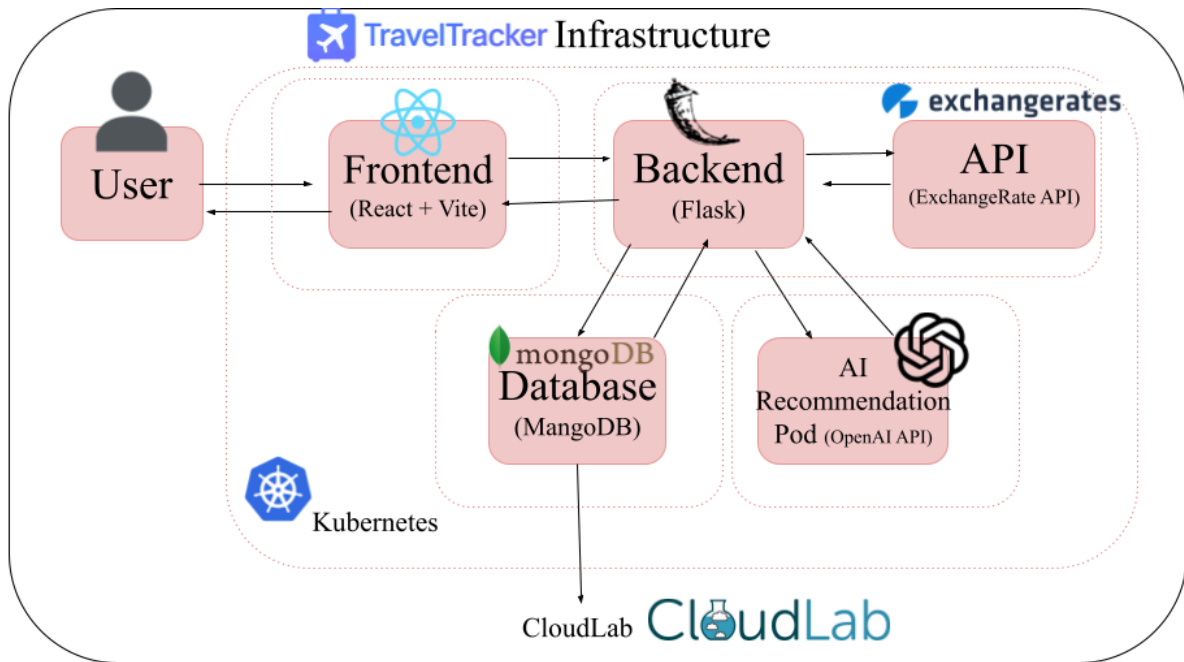 TravelTracker Infrastructure
exchangerates
User
Frontend
(React + Vite)
Backend
(Flask)
API
(ExchangeRate API)
mongoDB
Database
(MangoDB)
AI
Recommendation
Pod (OpenAI API)
Kubernetes
CloudLab CloudLab